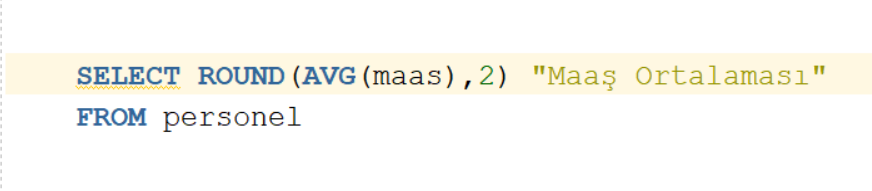 SELECT ROUND(AVG(maas),2) "Maaş Ortalaması"
FROM personel